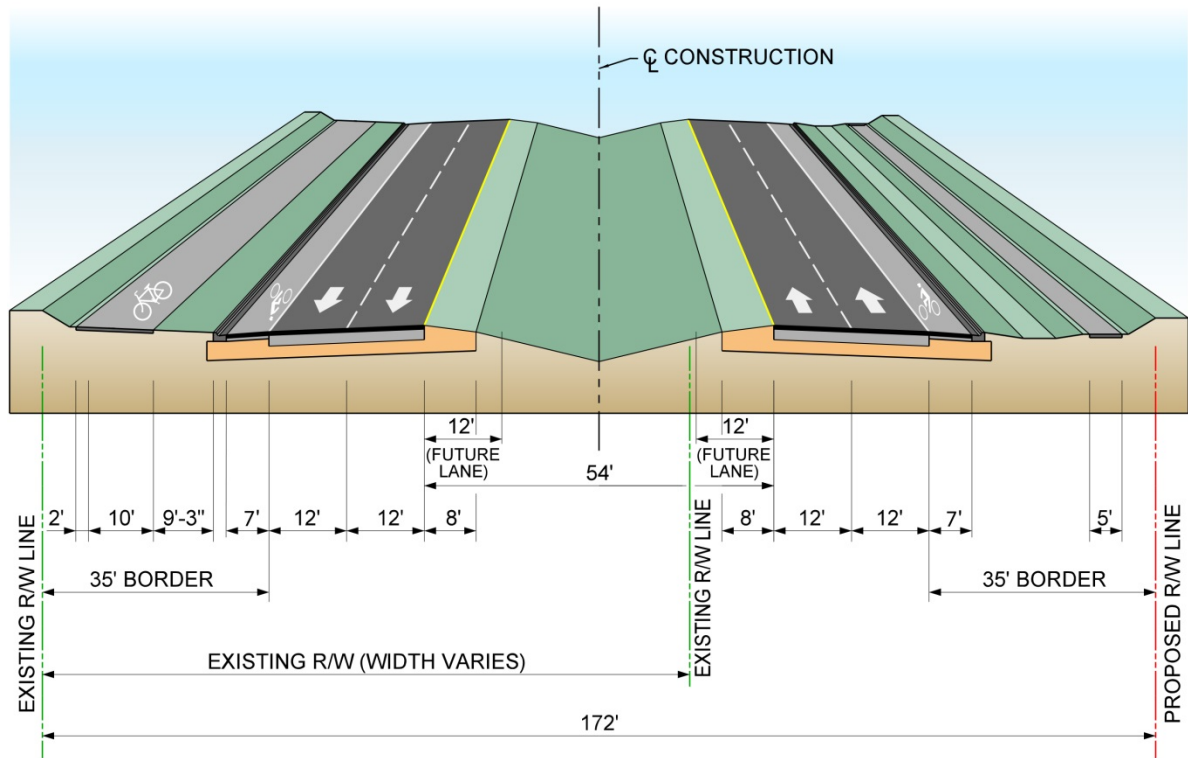 ℄ CONSTRUCTION
12'
(FUTURE
LANE)
12'
(FUTURE
LANE)
54'
2'
10'
9'-3"
7'
12'
12'
8'
8'
12'
12'
7'
5'
35' BORDER
35' BORDER
EXISTING R/W LINE
EXISTING R/W LINE
PROPOSED R/W LINE
EXISTING R/W (WIDTH VARIES)
172'